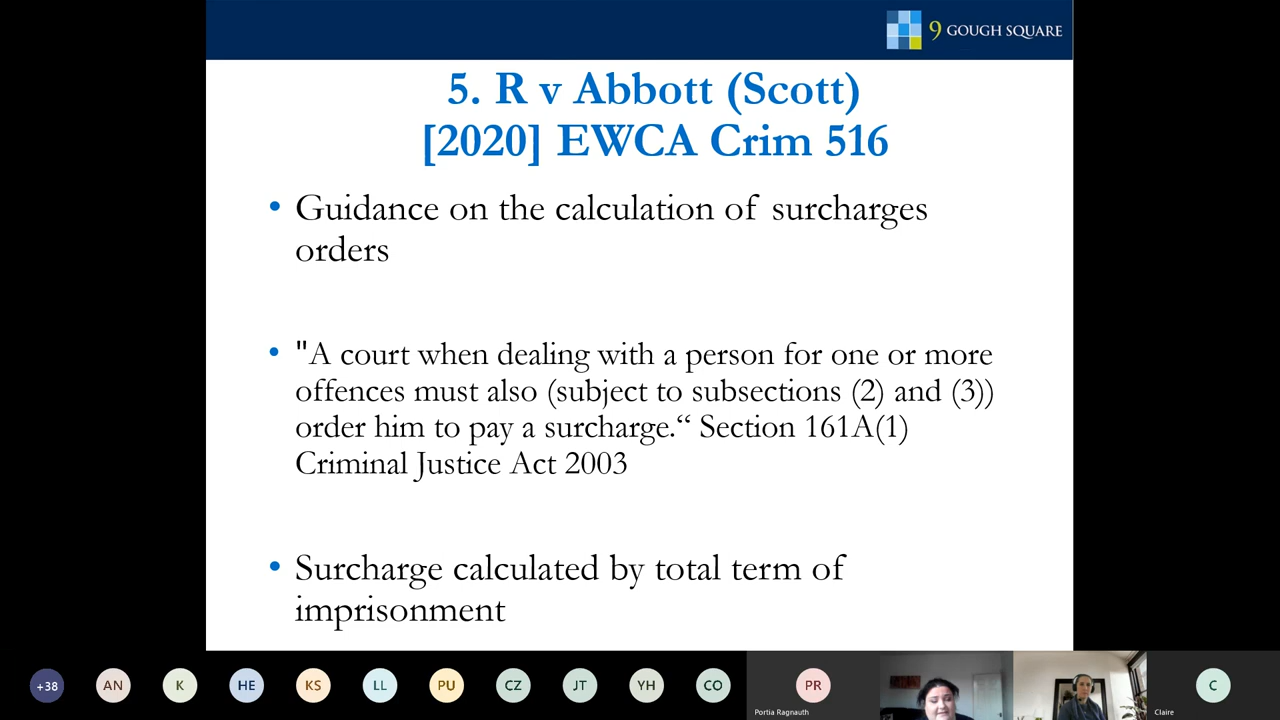 9 GOUGH SQUARE
5. R v Abbott (Scott)
[2020] EWCA Crim 516
• Guidance on the calculation of surcharges
orders
• "A court when dealing with a person for one or more
offences must also (subject to subsections (2) and (3))
order him to pay a surcharge.“ Section 161A(1)
Criminal Justice Act 2003
• Surcharge calculated by total term of
imprisonment
+38 AN K HE KS LL PU CZ JT YH CO PR C
Portia Ragnauth Claire